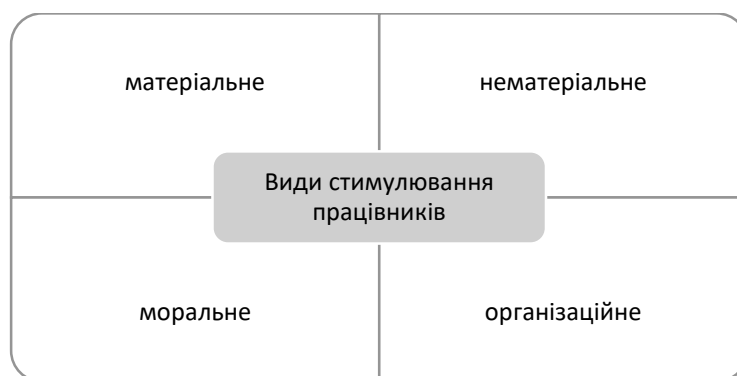 матеріальне
нематеріальне
Види стимулювання
працівників
моральне
організаційне